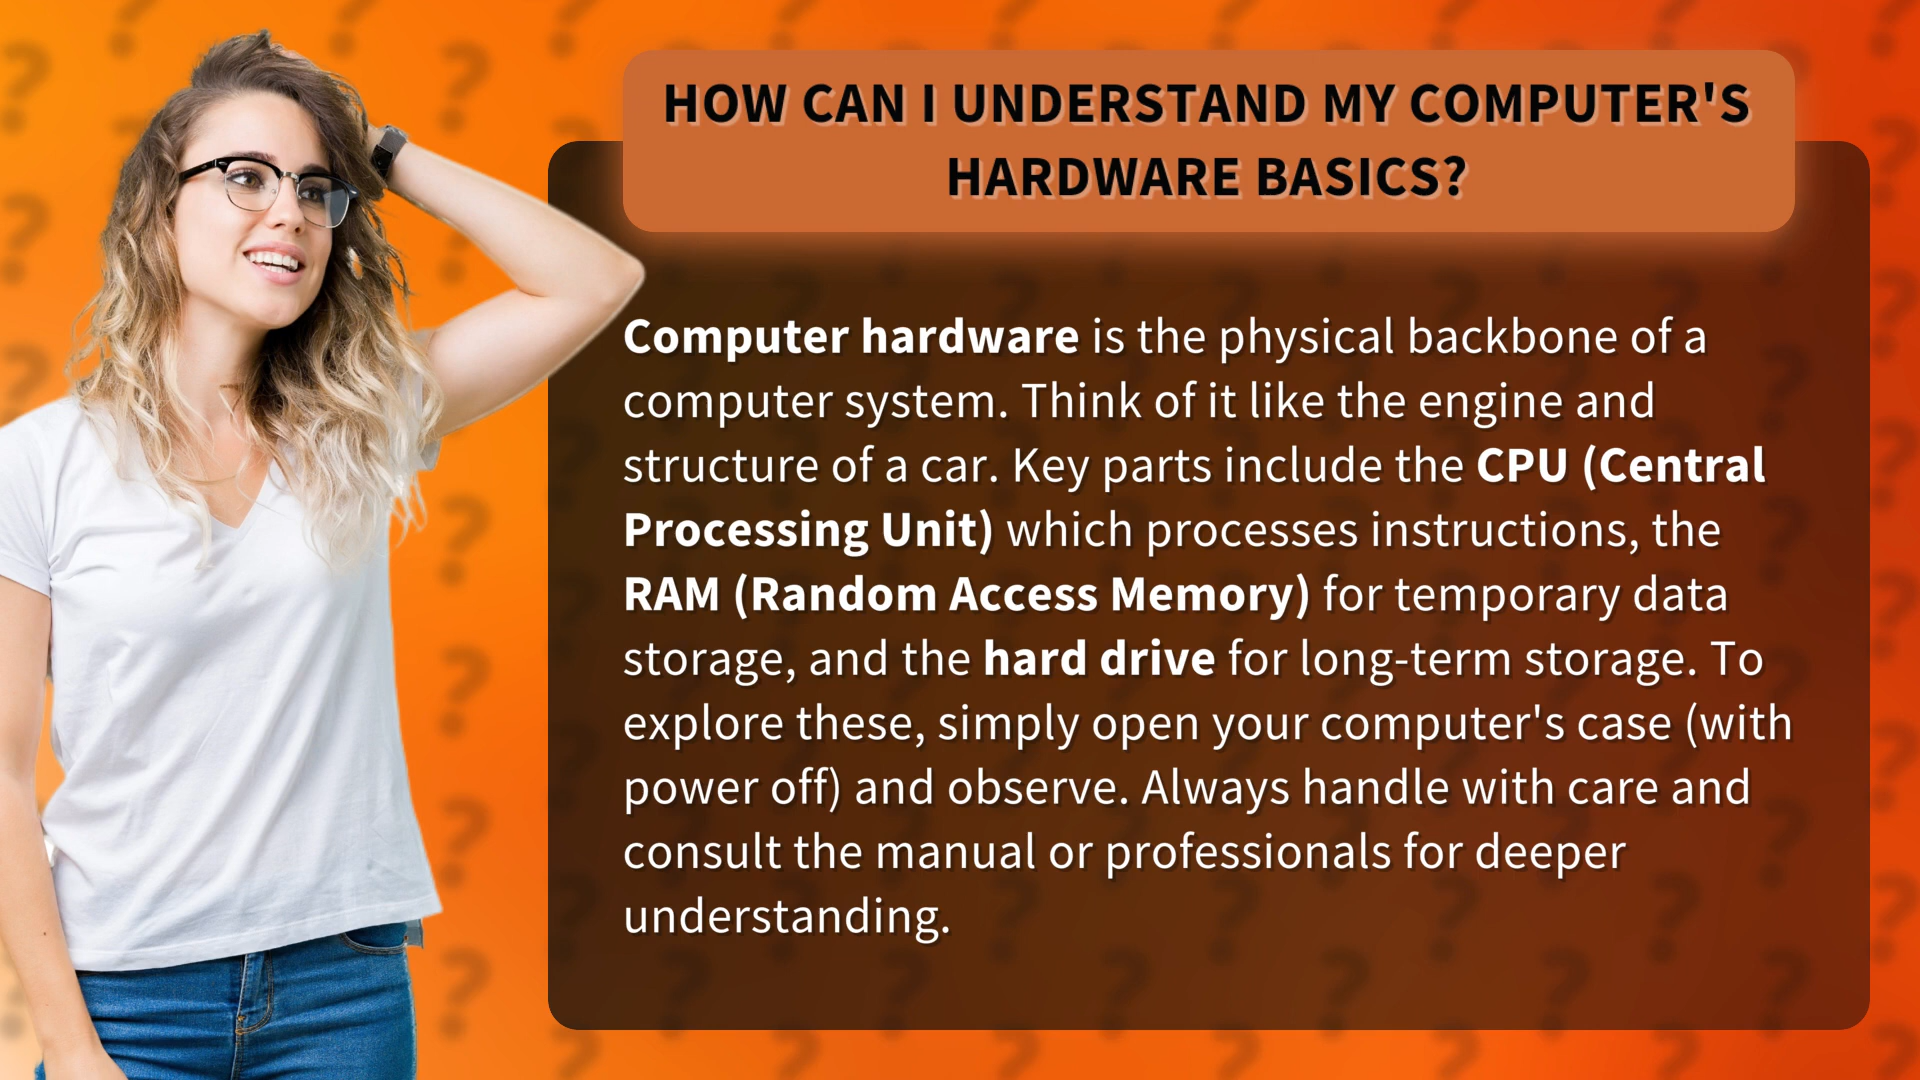 HOW CAN I UNDERSTAND MY COMPUTER'S
HARDWARE BASICS?
Computer hardware is the physical backbone of a
computer system. Think of it like the engine and
structure of a car. Key parts include the CPU (Central
Processing Unit) which processes instructions, the
RAM (Random Access Memory) for temporary data
storage, and the hard drive for long-term storage. To
explore these, simply open your computer's case (with
power off) and observe. Always handle with care and
consult the manual or professionals for deeper
understanding.